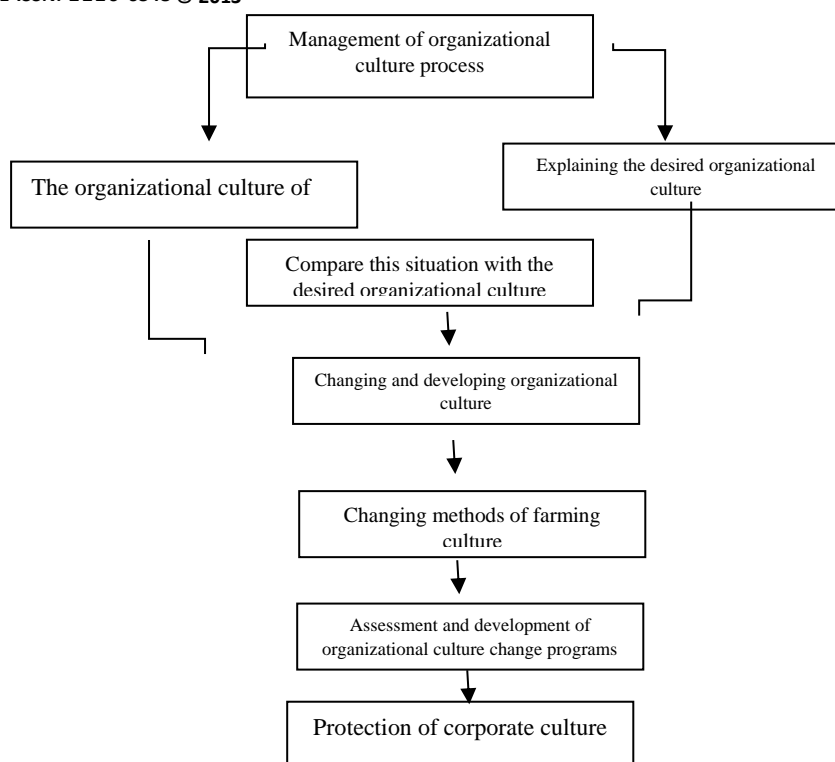 2013
Management of organizational
culture process
The organizational culture of
Explaining the desired organizational
culture
Compare this situation with the
desired organizational culture
Changing and developing organizational
culture
Changing methods of farming
culture
Assessment and development of
organizational culture change programs
Protection of corporate culture